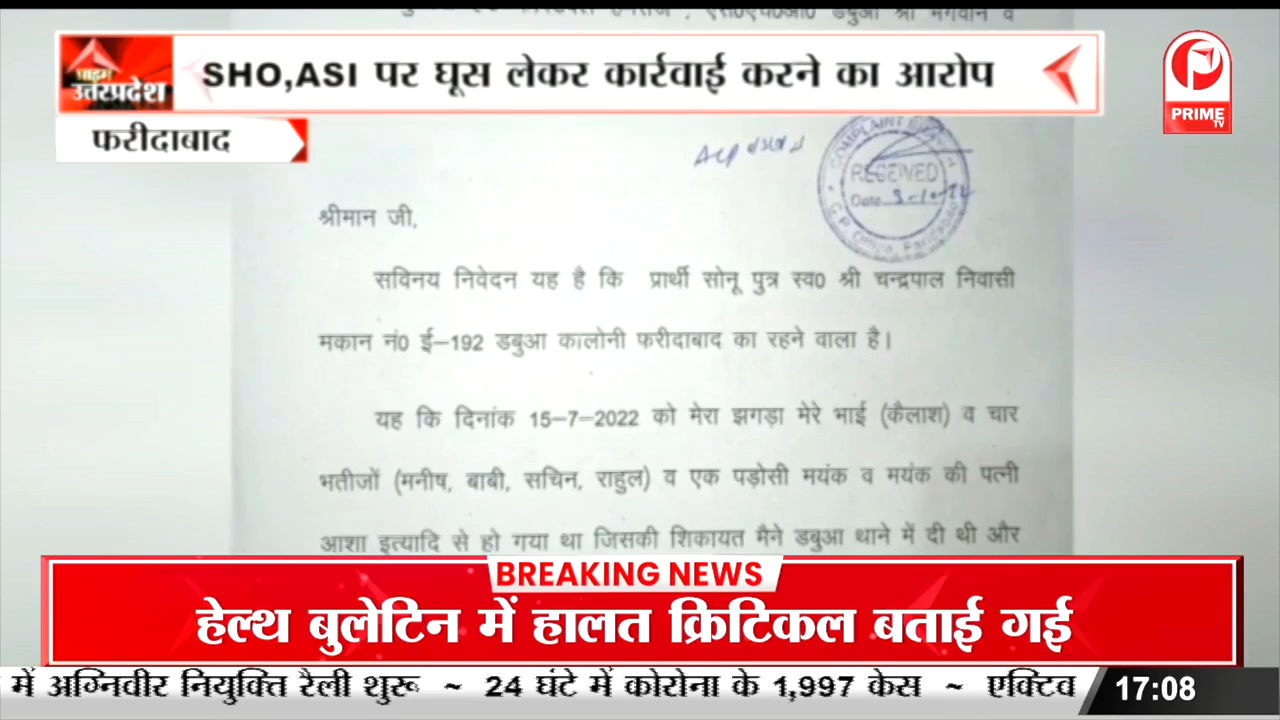 SHO,ASI पर घूस लेकर कार्रवाई करने का आरोप
प्राइम
उत्तरप्रदेश
PRIME
TV
फरीदाबाद
RECEIVED
Date
श्रीमान जी,
सविनय निवेदन यह है कि प्रार्थी सोनू पुत्र स्व0 श्री चन्द्रपाल निवासी
मकान नं0 ई–192 डबुआ कालोनी फरीदाबाद का रहने वाला है।
यह कि दिनांक 15–7–2022 को मेरा झगड़ा मेरे भाई (कैलाश) व चार
भतीजों (मनीष, बाबी, सचिन, राहुल) व एक पड़ोसी मयंक व मयंक की पत्नी
आशा इत्यादि से हो गया था जिसकी शिकायत मैने डबुआ थाने में दी थी और
BREAKING NEWS
हेल्थ बुलेटिन में हालत क्रिटिकल बताई गई
में अग्निवीर नियुक्ति रैली शुरू ~ 24 घंटे में कोरोना के 1,997 केस ~ एक्टिव
17:08